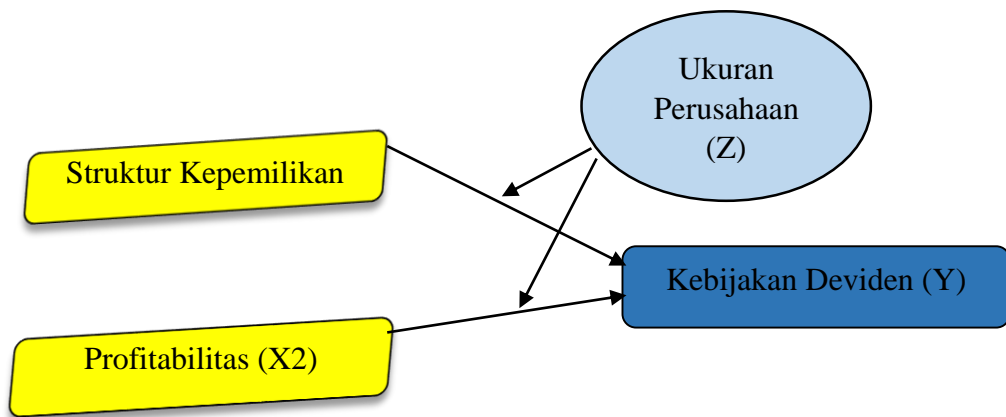 Ukuran
Perusahaan
(Z)
Struktur Kepemilikan
Kebijakan Deviden (Y)
Profitabilitas (X2)